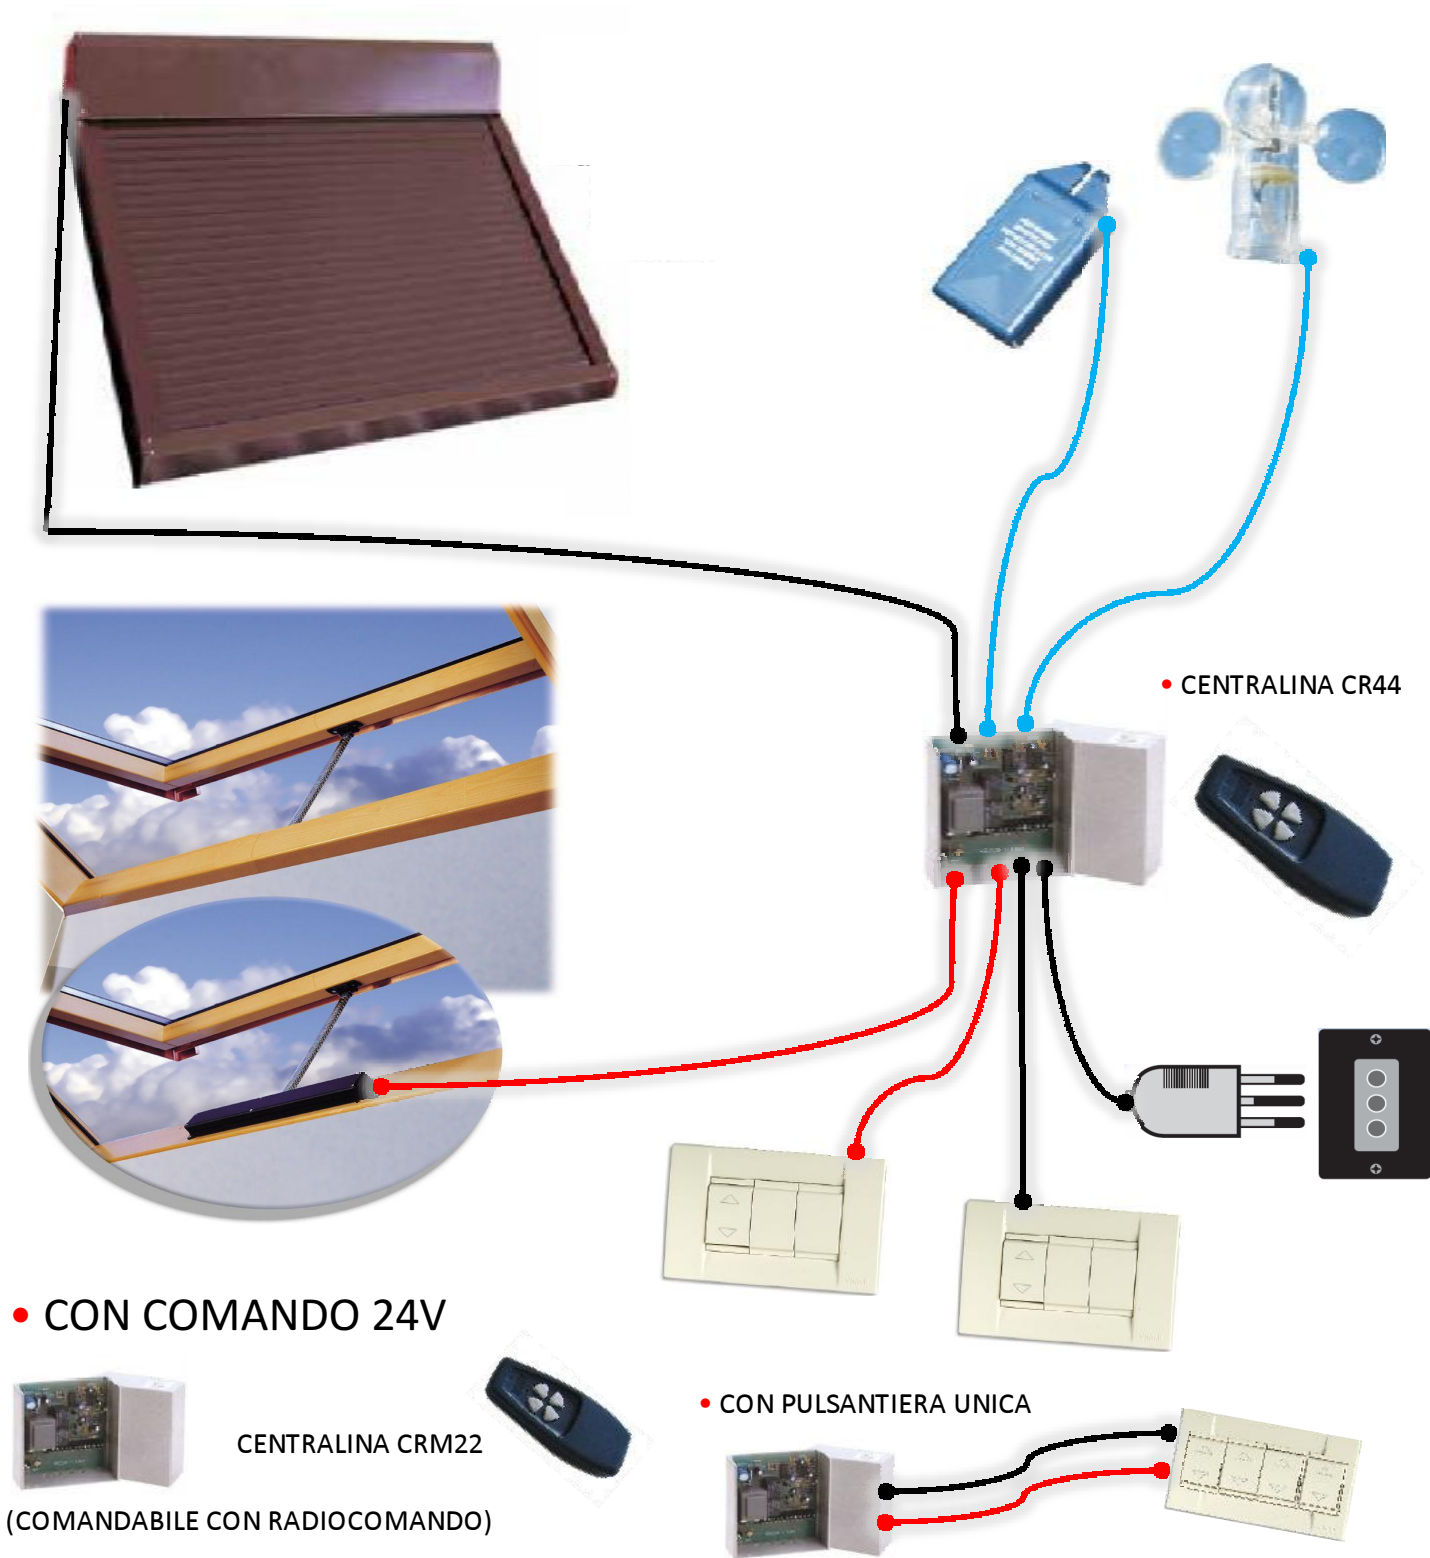 • CENTRALINA CR44
• CON COMANDO 24V
CENTRALINA CRM22
(COMANDABILE CON RADIOCOMANDO)
• CON PULSANTIERA UNICA